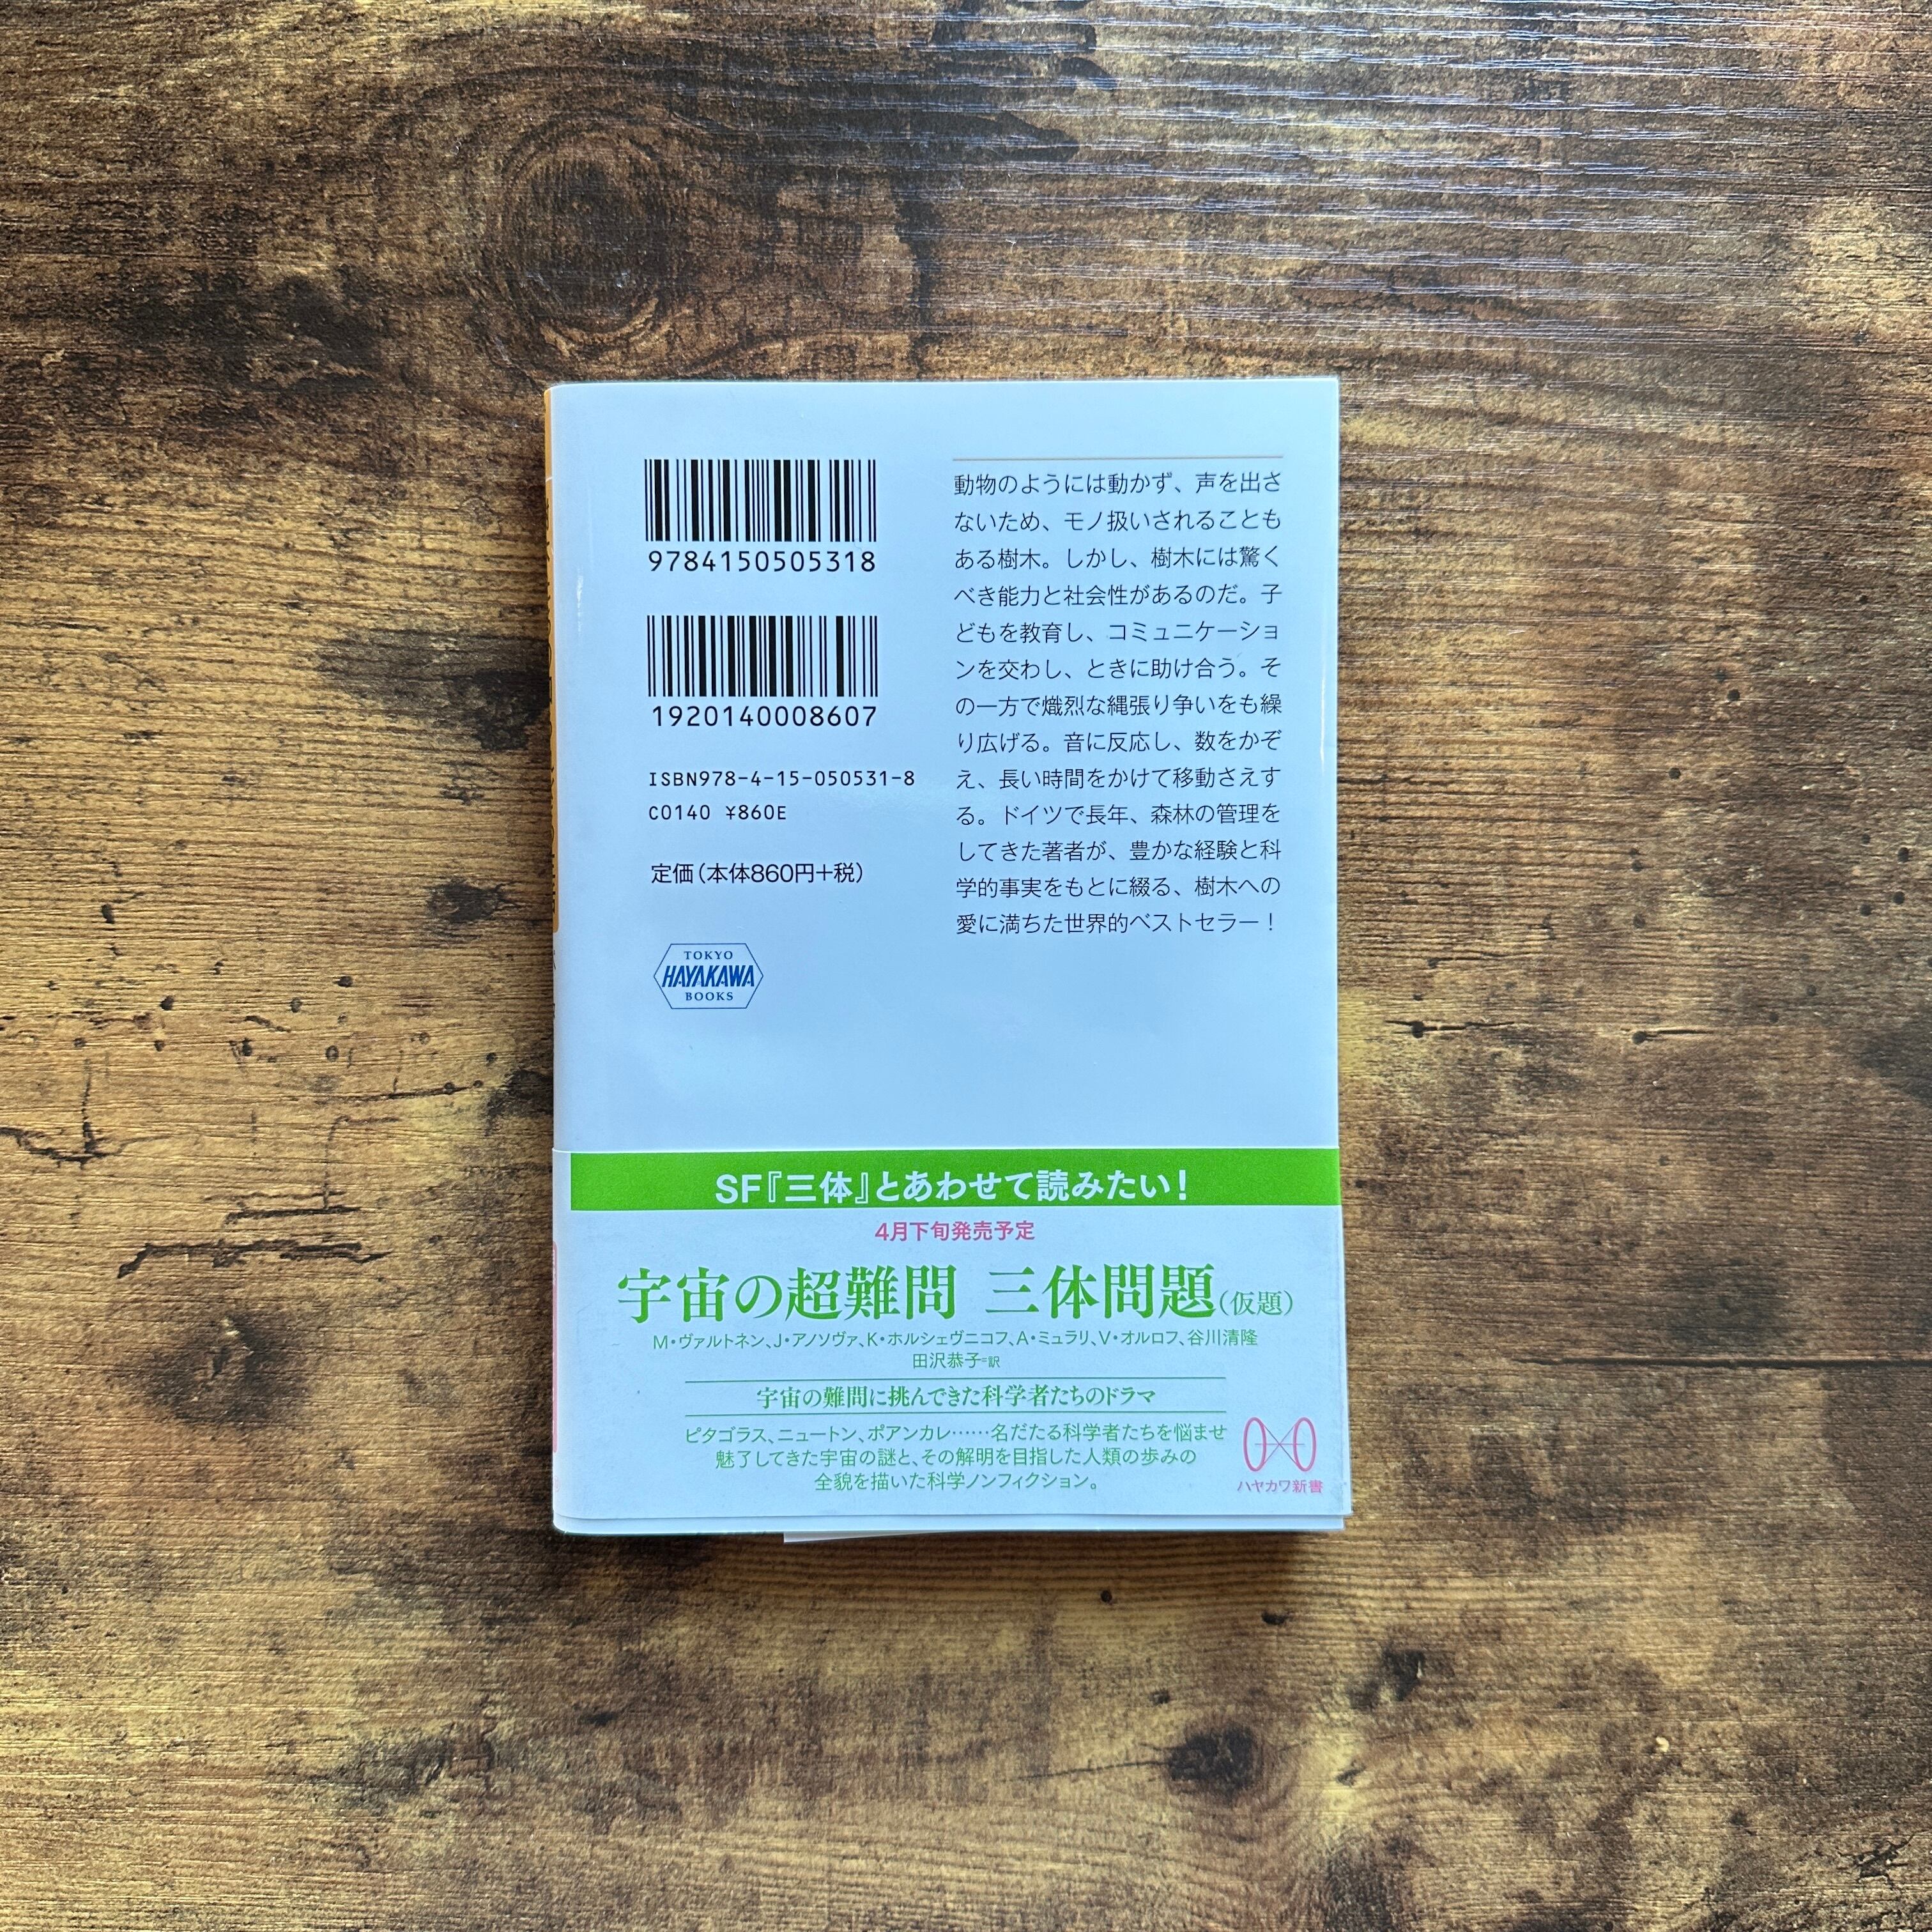 9784150505318
1920140008607
ISBN978-4-15-050531-8
C0140 ¥860E
定価(本体860円+税)
TOKYO
HAYAKAWA
BOOKS
動物のようには動かず、声を出さ
ないため、モノ扱いされることも
ある樹木。しかし、樹木には驚く
べき能力と社会性があるのだ。子
どもを教育し、コミュニケーショ
ンを交わし、ときに助け合う。そ
の一方で熾烈な縄張り争いをも繰
り広げる。音に反応し、数をかぞ
え、長い時間をかけて移動さえす
る。ドイツで長年、森林の管理を
してきた著者が、豊かな経験と科
学的事実をもとに綴る、樹木への
愛に満ちた世界的ベストセラー!
SF『三体』とあわせて読みたい!
4月下旬発売予定
宇宙の超難問 三体問題(仮題)
M・ヴァルトネン、J・アノソヴァ、K・ホルシェヴニコフ、A・ミュラリ、V・オルロフ、谷川清隆
田沢恭子=訳
宇宙の難問に挑んできた科学者たちのドラマ
ピタゴラス、ニュートン、ポアンカレ……名だたる科学者たちを悩ませ
魅了してきた宇宙の謎と、その解明を目指した人類の歩みの
全貌を描いた科学ノンフィクション。
ハヤカワ新書